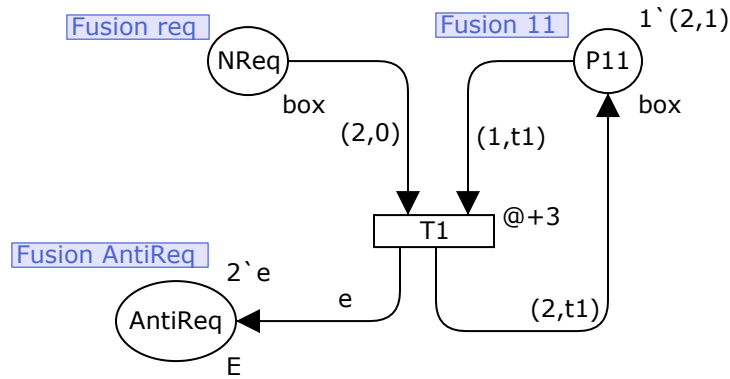 1`(2,1)
Fusion req
Fusion 11
NReq
P11
box
box
(2,0)
(1,t1)
T1
@+3
Fusion AntiReq
2`e
AntiReq
e
(2,t1)
E